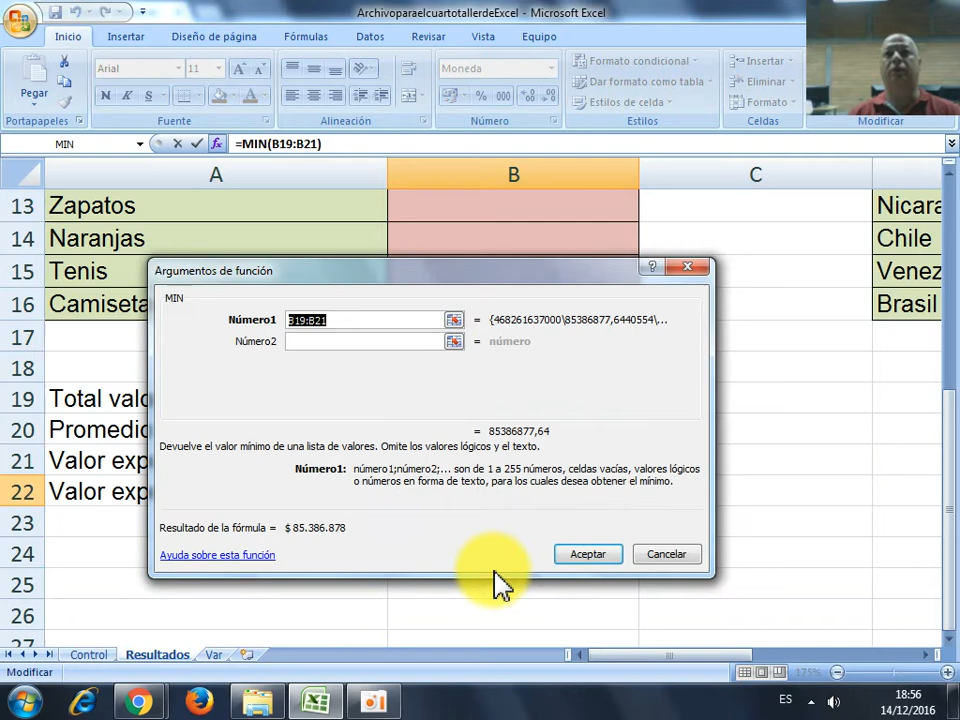 ArchivoparaelcuartotallerdeExcel - Microsoft Excel
Inicio Insertar Diseño de página Fórmulas Datos Revisar Vista Equipo
Pegar
Arial 11
Moneda
Formato condicional
Insertar
Dar formato como tabla
Eliminar
N K S
% 000
Estilos de celda
Formato
Portapapeles Fuente Alineación Número Estilos Celdas Modificar
MIN =MIN(B19:B21)
A B C
13 Zapatos Nicara
14 Naranjas Chile
15 Tenis Venez
16 Camiseta Brasil
17
18
19 Total valo
20 Promedio
21 Valor exp
22 Valor exp
23
24
25
26
27
Argumentos de función
MIN
Número1 B19:B21 = {468261637000\85386877,6440554\...
Número2 = número
= 85386877,64
Devuelve el valor mínimo de una lista de valores. Omite los valores lógicos y el texto.
Número1: número1;número2;... son de 1 a 255 números, celdas vacías, valores lógicos
o números en forma de texto, para los cuales desea obtener el mínimo.
Resultado de la fórmula = $ 85.386.878
Ayuda sobre esta función
Aceptar Cancelar
Control Resultados Var
Modificar 175%
ES 18:56
14/12/2016